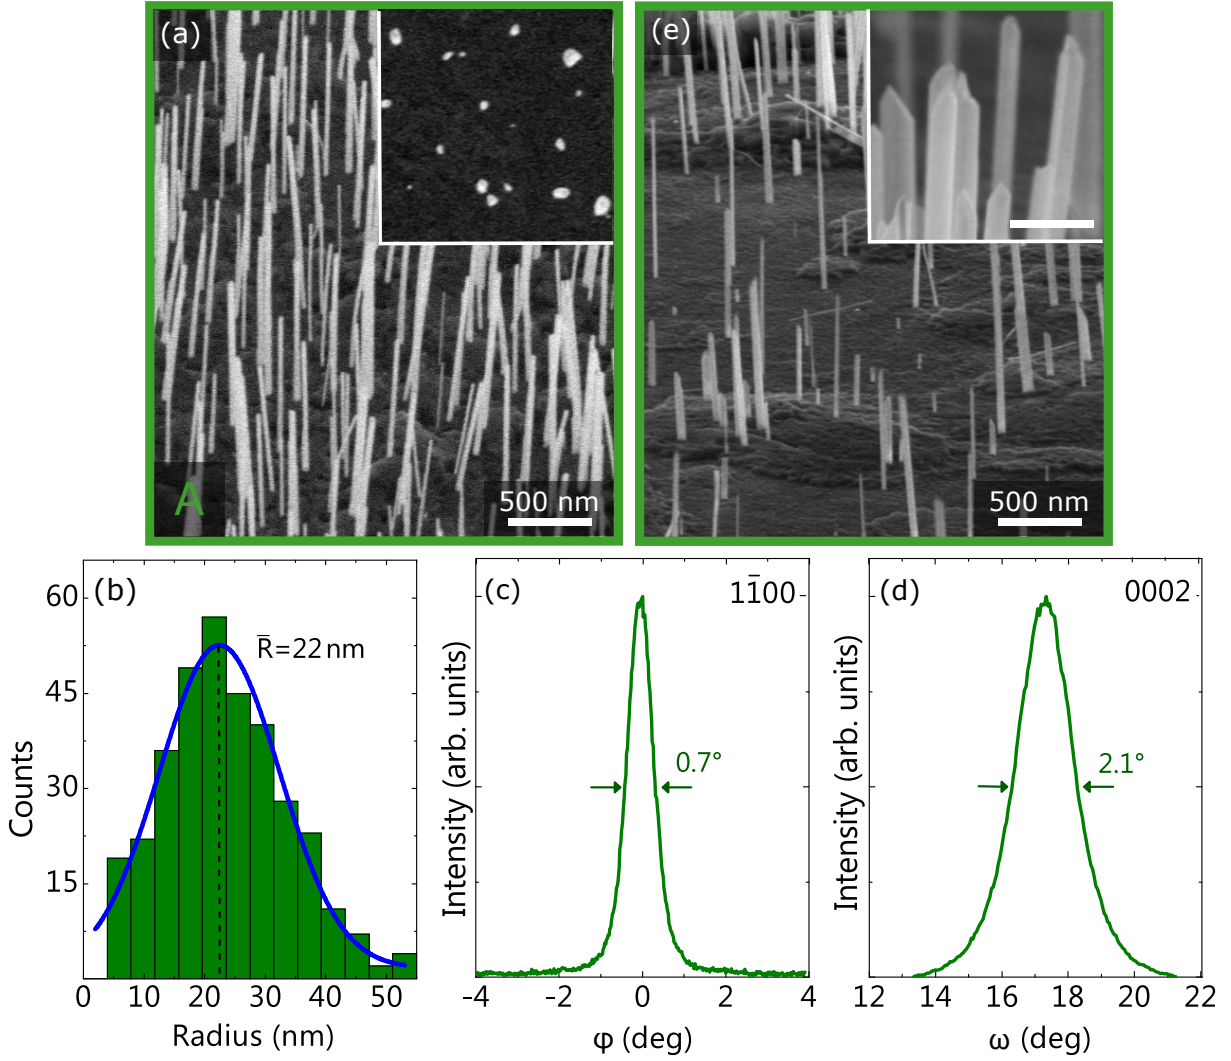 (a)
(e)
A
500 nm
500 nm
(b)
R̅=22 nm
60
45
30
15
Counts
0 10 20 30 40 50
Radius (nm)
(c)
11̅00
0.7°
Intensity (arb. units)
-4 -2 0 2 4
φ (deg)
(d)
0002
2.1°
Intensity (arb. units)
12 14 16 18 20 22
ω (deg)